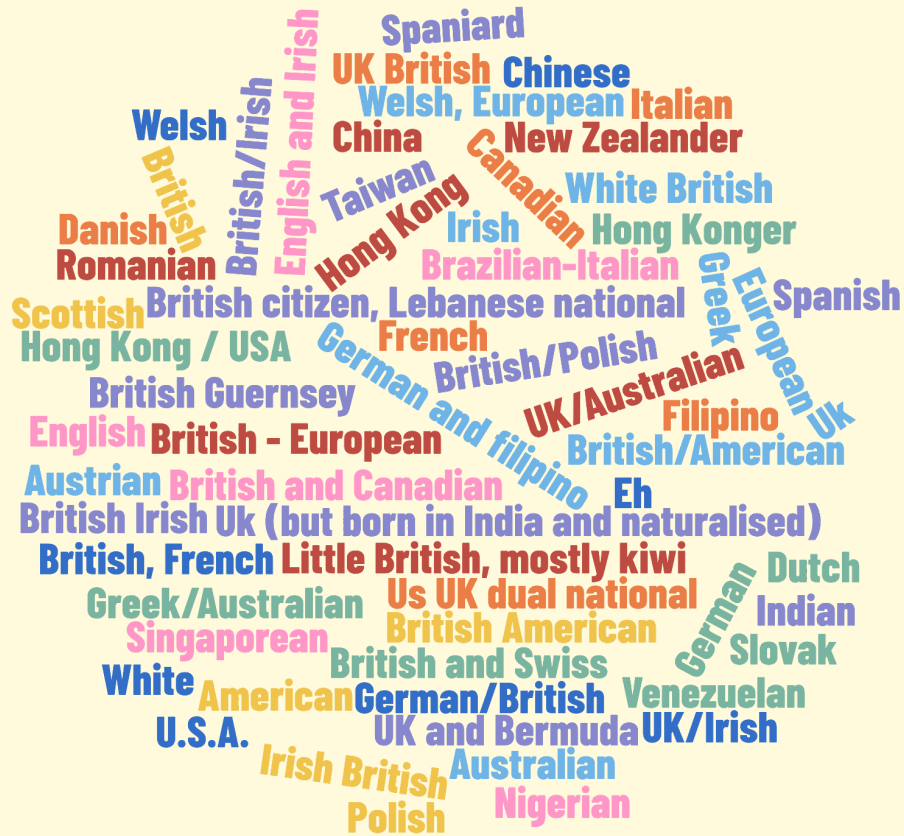 Spaniard
English and Irish
UK British
Chinese
Welsh, European
Italian
Welsh
British/Irish
China
Canadian
New Zealander
British
Taiwan
Hong Kong
White British
Danish
Irish
Hong Konger
Romanian
Brazilian-Italian
Greek
European
Spanish
Scottish
British citizen, Lebanese national
Hong Kong / USA
German and filipino
French
British/Polish
UK/Australian
British Guernsey
Filipino
Uk
English
British - European
British/American
Austrian
British and Canadian
Eh
British Irish
Uk (but born in India and naturalised)
British, French
Little British, mostly kiwi
Dutch
Greek/Australian
Us UK dual national
German
Indian
Singaporean
British American
Slovak
British and Swiss
White
American
German/British
Venezuelan
U.S.A.
UK and Bermuda
UK/Irish
Irish British
Australian
Nigerian
Polish